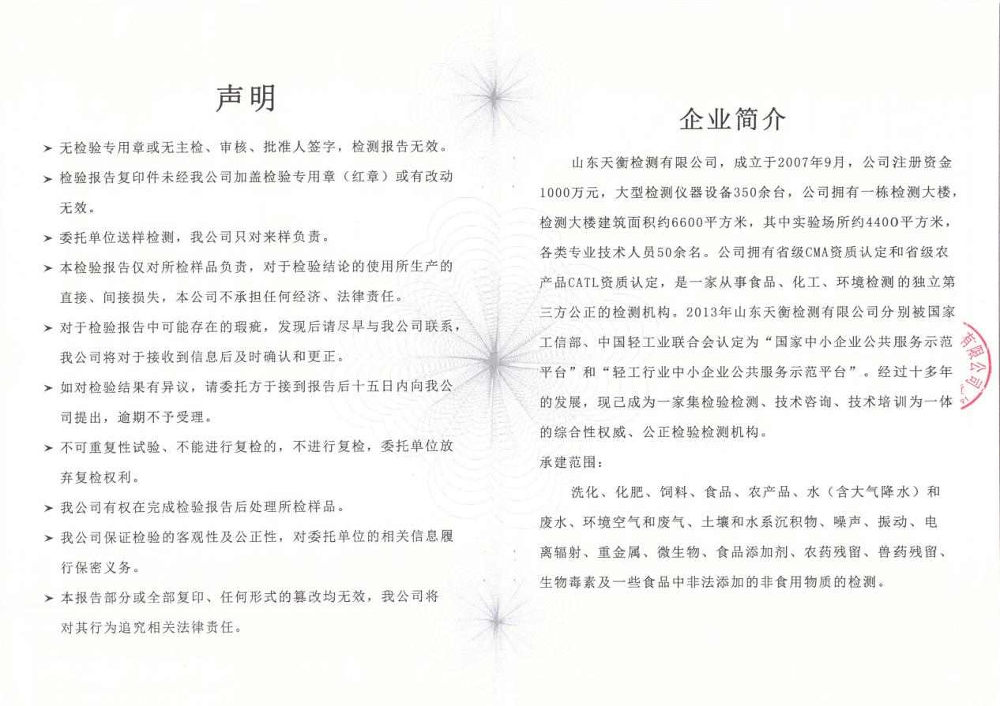 声明
➢ 无检验专用章或无主检、审核、批准人签字，检测报告无效。
➢ 检验报告复印件未经我公司加盖检验专用章（红章）或有改动
无效。
➢ 委托单位送样检测，我公司只对来样负责。
➢ 本检验报告仅对所检样品负责，对于检验结论的使用所生产的
直接、间接损失，本公司不承担任何经济、法律责任。
➢ 对于检验报告中可能存在的瑕疵，发现后请尽早与我公司联系，
我公司将对于接收到信息后及时确认和更正。
➢ 如对检验结果有异议，请委托方于接到报告后十五日内向我公
司提出，逾期不予受理。
➢ 不可重复性试验、不能进行复检的，不进行复检，委托单位放
弃复检权利。
➢ 我公司有权在完成检验报告后处理所检样品。
➢ 我公司保证检验的客观性及公正性，对委托单位的相关信息履
行保密义务。
➢ 本报告部分或全部复印、任何形式的篡改均无效，我公司将
对其行为追究相关法律责任。
企业简介
山东天衡检测有限公司，成立于2007年9月，公司注册资金
1000万元，大型检测仪器设备350余台，公司拥有一栋检测大楼，
检测大楼建筑面积约6600平方米，其中实验场所约4400平方米，
各类专业技术人员50余名。公司拥有省级CMA资质认定和省级农
产品CATL资质认定，是一家从事食品、化工、环境检测的独立第
三方公正的检测机构。2013年山东天衡检测有限公司分别被国家
工信部、中国轻工业联合会认定为“国家中小企业公共服务示范
平台”和“轻工行业中小企业公共服务示范平台”。经过十多年
的发展，现己成为一家集检验检测、技术咨询、技术培训为一体
的综合性权威、公正检验检测机构。
承建范围：
洗化、化肥、饲料、食品、农产品、水（含大气降水）和
废水、环境空气和废气、土壤和水系沉积物、噪声、振动、电
离辐射、重金属、微生物、食品添加剂、农药残留、兽药残留、
生物毒素及一些食品中非法添加的非食用物质的检测。
有限公司
91